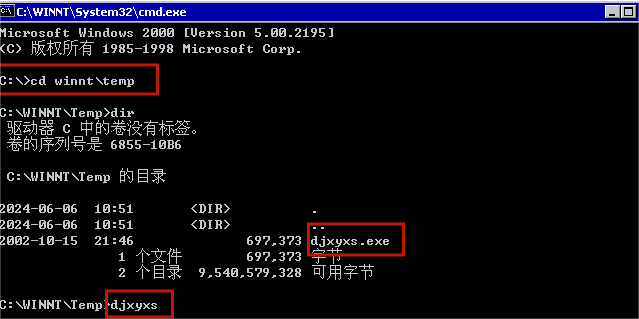 C:\WINNT\System32\cmd.exe
Microsoft Windows 2000 [Version 5.00.2195]
(C) 版权所有 1985-1998 Microsoft Corp.
C:\>cd winnt\temp
C:\WINNT\Temp>dir
驱动器 C 中的卷没有标签。
卷的序列号是 6855-10B6
C:\WINNT\Temp 的目录
2024-06-06 10:51 <DIR> .
2024-06-06 10:51 <DIR> ..
2002-10-15 21:46 697,373 djxyxs.exe
1 个文件 697,373 字节
2 个目录 9,540,579,328 可用字节
C:\WINNT\Temp>djxyxs